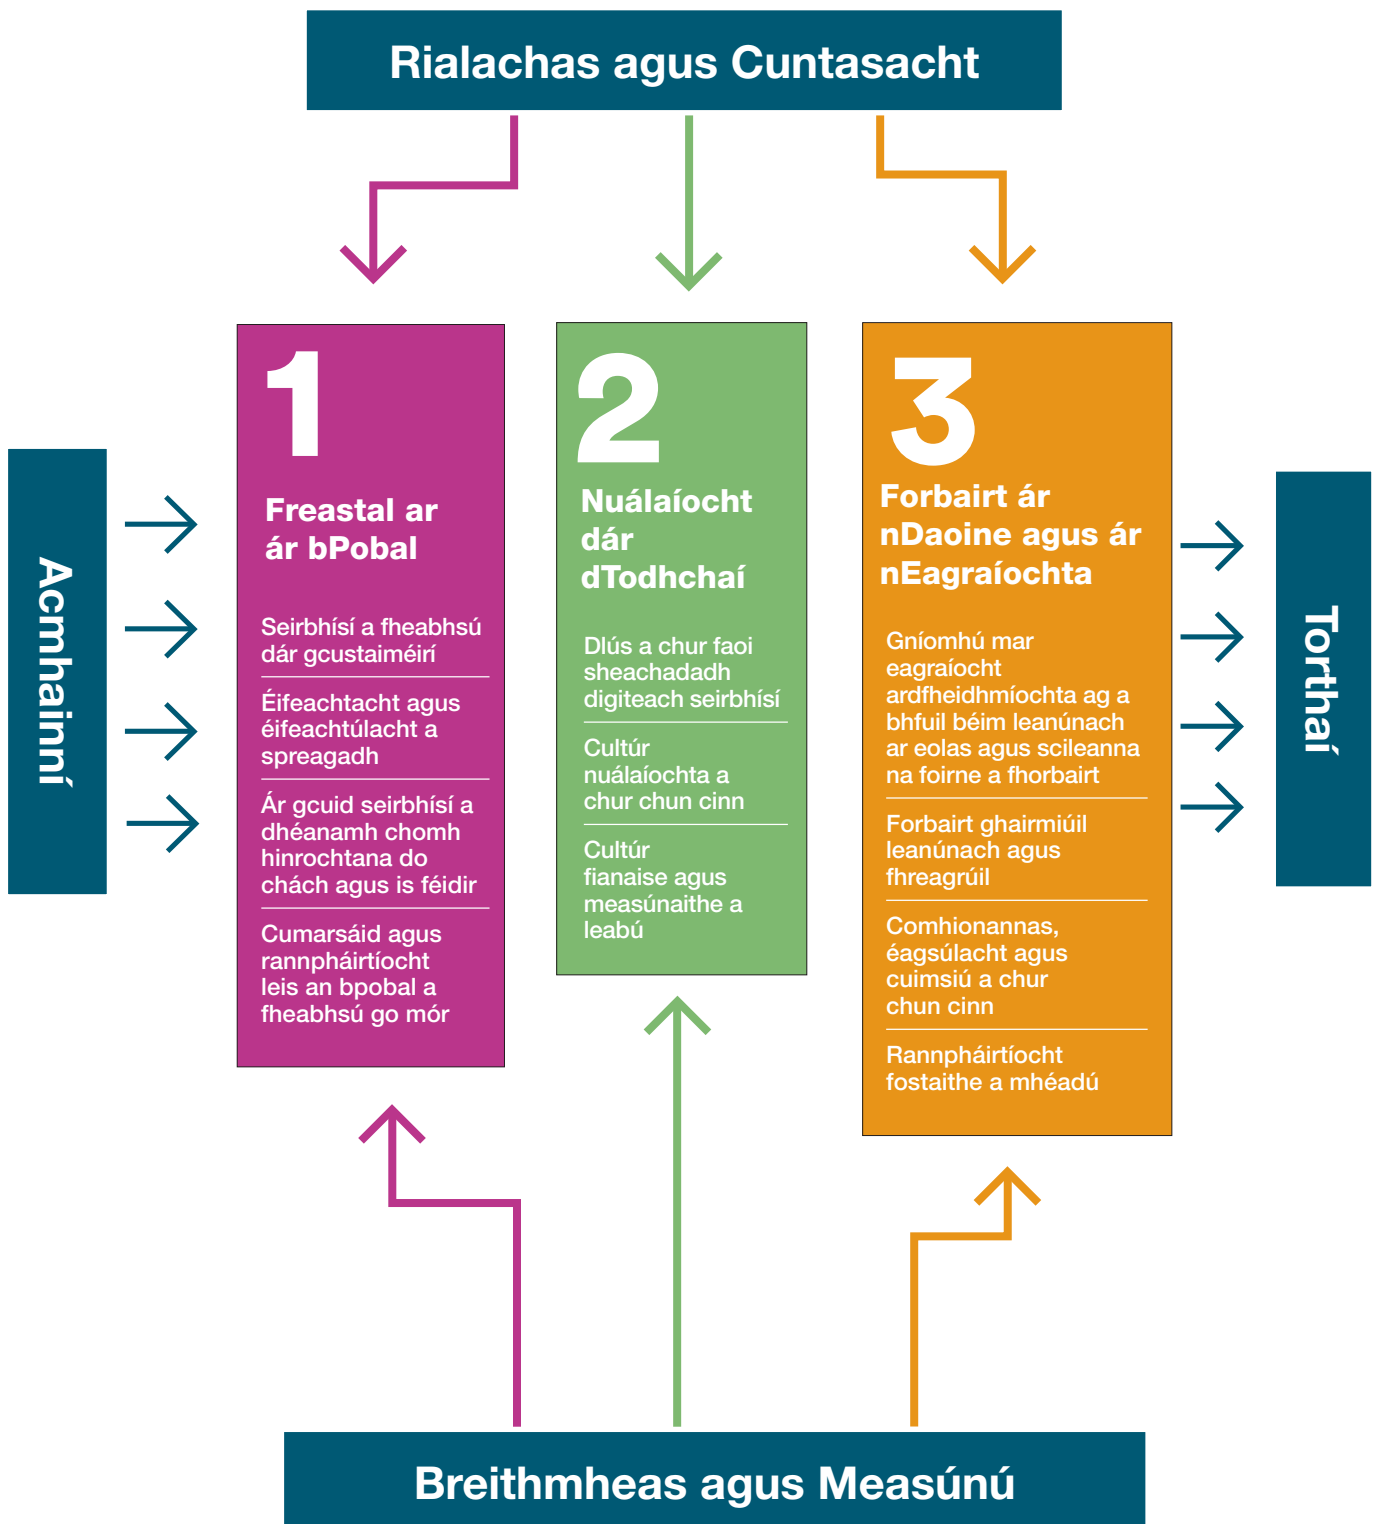 Rialachas agus Cuntasacht
Acmhainní
1
Freastal ar
ár bPobal
Seirbhísí a fheabhsú
dár gcustaiméirí
Éifeachtacht agus
éifeachtúlacht a
spreagadh
Ár gcuid seirbhísí a
dhéanamh chomh
hinrochtana do
chách agus is féidir
Cumarsáid agus
rannpháirtíocht
leis an bpobal a
fheabhsú go mór
2
Nuálaíocht
dár
dTodhchaí
Dlús a chur faoi
sheachadadh
digiteach seirbhísí
Cultúr
nuálaíochta a
chur chun cinn
Cultúr
fianaise agus
measúnaithe a
leabú
3
Forbairt ár
nDaoine agus ár
nEagraíochta
Gníomhú mar
eagraíocht
ardfheidhmíochta ag a
bhfuil béim leanúnach
ar eolas agus scileanna
na foirne a fhorbairt
Forbairt ghairmiúil
leanúnach agus
fhreagrúil
Comhionannas,
éagsúlacht agus
cuimsiú a chur
chun cinn
Rannpháirtíocht
fostaithe a mhéadú
Torthaí
Breithmheas agus Measúnú